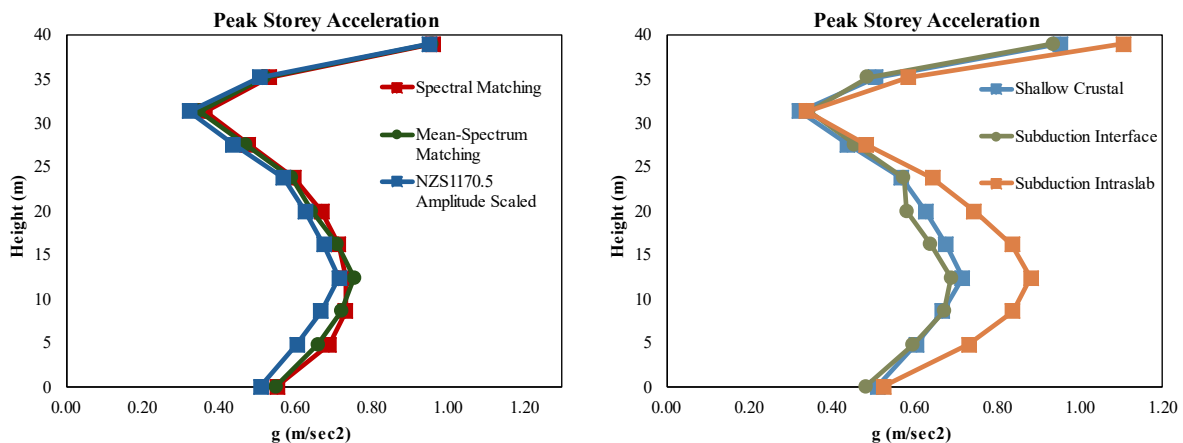 Peak Storey Acceleration
40
35
30
25
20
15
10
5
0
Height (m)
Spectral Matching
Mean-Spectrum
Matching
NZS1170.5
Amplitude Scaled
0.00 0.20 0.40 0.60 0.80 1.00 1.20
g (m/sec2)
Peak Storey Acceleration
40
35
30
25
20
15
10
5
0
Height (m)
Shallow Crustal
Subduction Interface
Subduction Intraslab
0.00 0.20 0.40 0.60 0.80 1.00 1.20
g (m/sec2)